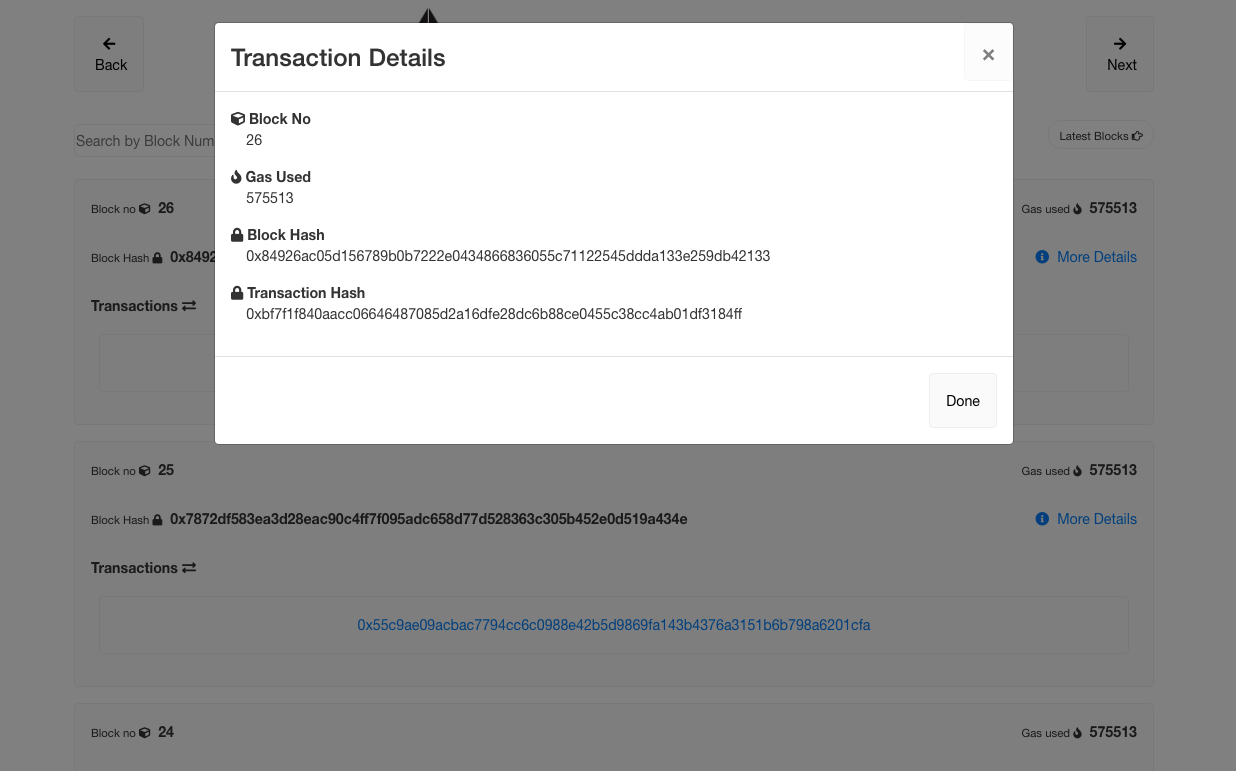 Back
Next
Transaction Details
×
Block No
26
Gas Used
575513
Block Hash
0x84926ac05d156789b0b7222e0434866836055c71122545ddda133e259db42133
Transaction Hash
0xbf7f1f840aacc06646487085d2a16dfe28dc6b88ce0455c38cc4ab01df3184ff
Done
Search by Block Num
Latest Blocks
Block no 26 Gas used 575513
Block Hash 0x8492 More Details
Transactions
Block no 25 Gas used 575513
Block Hash 0x7872df583ea3d28eac90c4ff7f095adc658d77d528363c305b452e0d519a434e More Details
Transactions
0x55c9ae09acbac7794cc6c0988e42b5d9869fa143b4376a3151b6b798a6201cfa
Block no 24 Gas used 575513